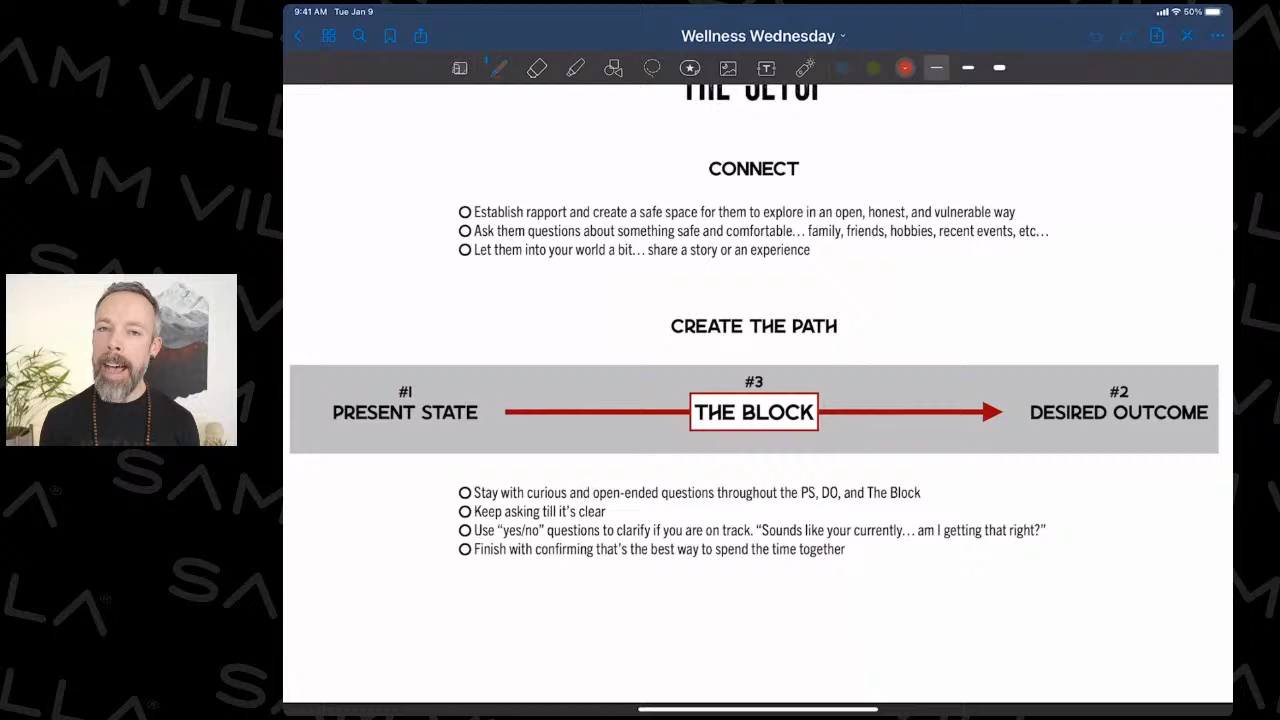 9:41 AM Tue Jan 9
50%
Wellness Wednesday
THE SETUP
CONNECT
Establish rapport and create a safe space for them to explore in an open, honest, and vulnerable way
Ask them questions about something safe and comfortable... family, friends, hobbies, recent events, etc...
Let them into your world a bit... share a story or an experience
CREATE THE PATH
#1
PRESENT STATE
#3
THE BLOCK
#2
DESIRED OUTCOME
Stay with curious and open-ended questions throughout the PS, DO, and The Block
Keep asking till it's clear
Use “yes/no” questions to clarify if you are on track. “Sounds like your currently... am I getting that right?”
Finish with confirming that's the best way to spend the time together
SAM VILLA